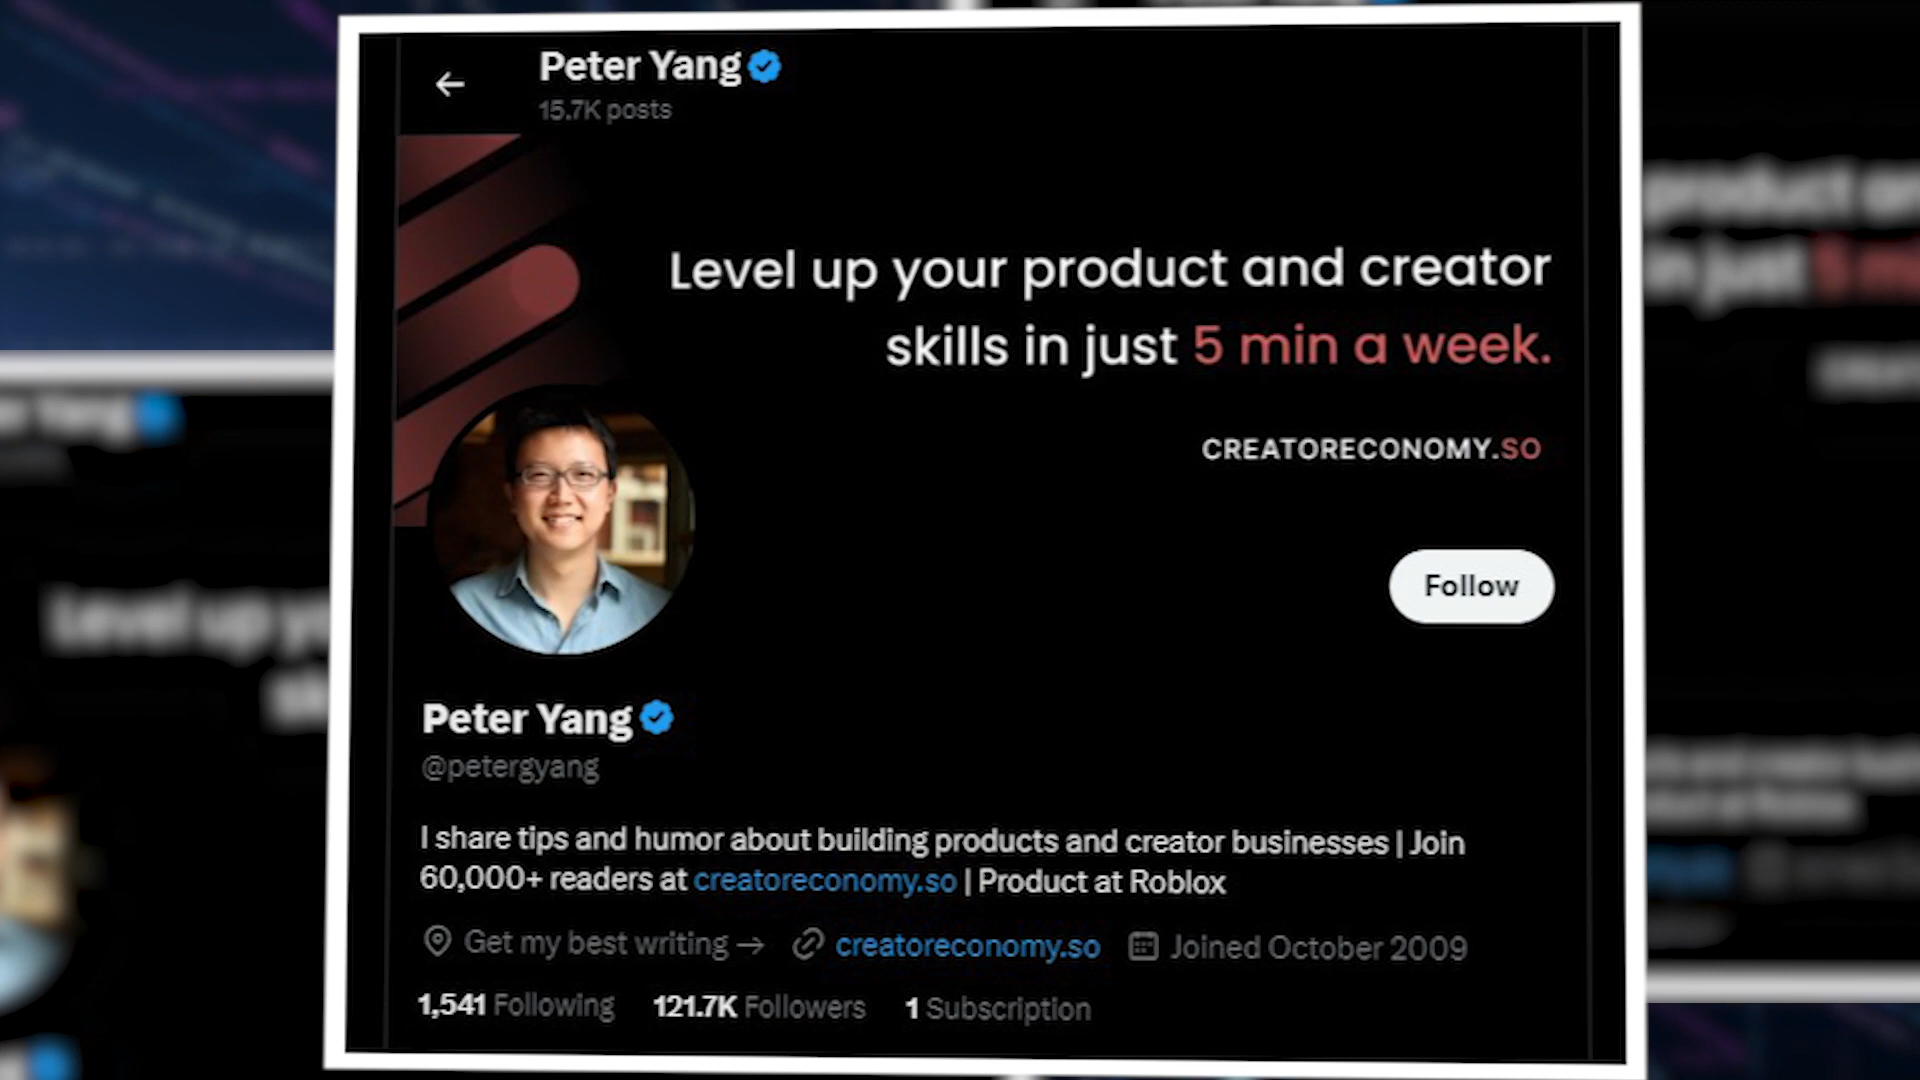 Peter Yang
15.7K posts
Level up your product and creator
skills in just 5 min a week.
CREATORECONOMY.SO
Follow
Peter Yang
@petergyang
I share tips and humor about building products and creator businesses | Join
60,000+ readers at creatoreconomy.so | Product at Roblox
Get my best writing → creatoreconomy.so Joined October 2009
1,541 Following 121.7K Followers 1 Subscription